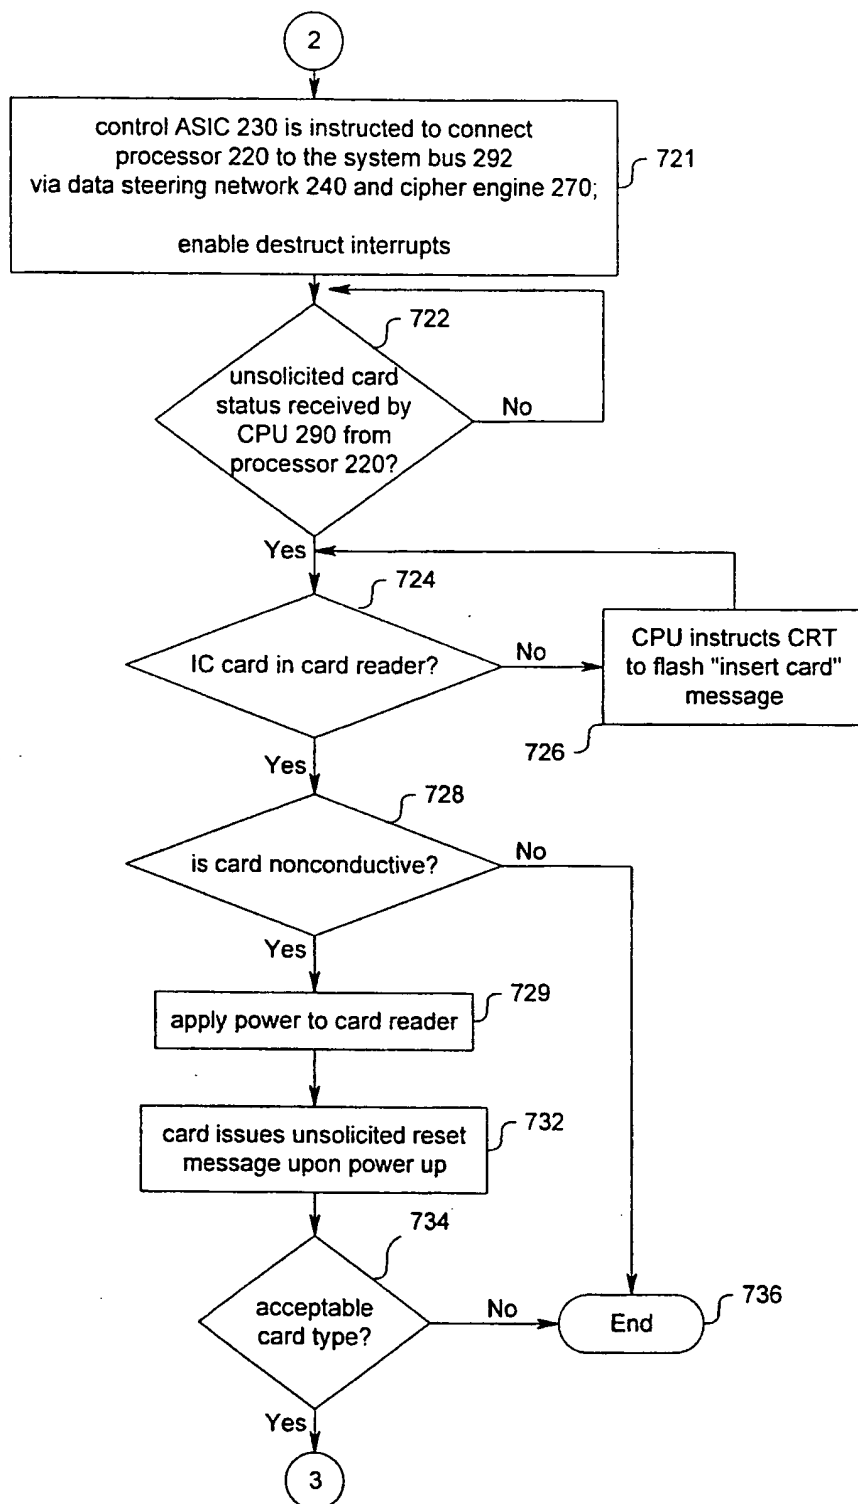 2
control ASIC 230 is instructed to connect
processor 220 to the system bus 292
via data steering network 240 and cipher engine 270;
enable destruct interrupts
721
722
unsolicited card
status received by
CPU 290 from
processor 220?
No
Yes
724
IC card in card reader?
No
CPU instructs CRT
to flash "insert card"
message
726
Yes
728
is card nonconductive?
No
Yes
apply power to card reader
729
card issues unsolicited reset
message upon power up
732
734
acceptable
card type?
No
End
736
Yes
3